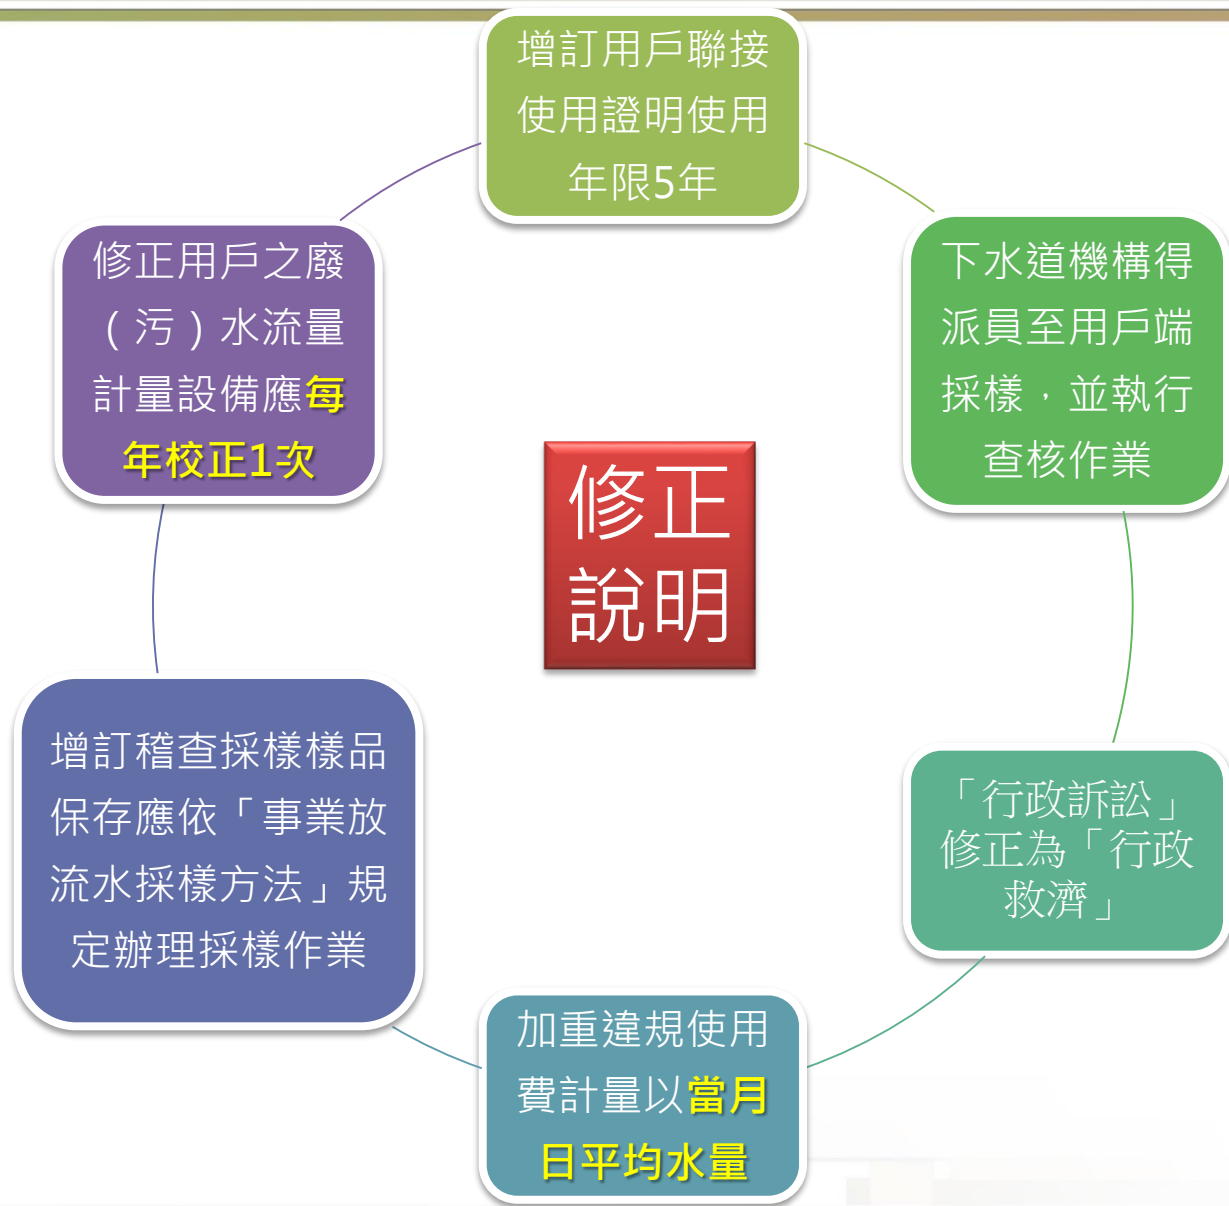 增訂用戶聯接
使用證明使用
年限5年
下水道機構得
派員至用戶端
採樣，並執行
查核作業
「行政訴訟」
修正為「行政
救濟」
加重違規使用
費計量以當月
日平均水量
增訂稽查採樣樣品
保存應依「事業放
流水採樣方法」規
定辦理採樣作業
修正用戶之廢
（污）水流量
計量設備應每
年校正1次
修正
說明